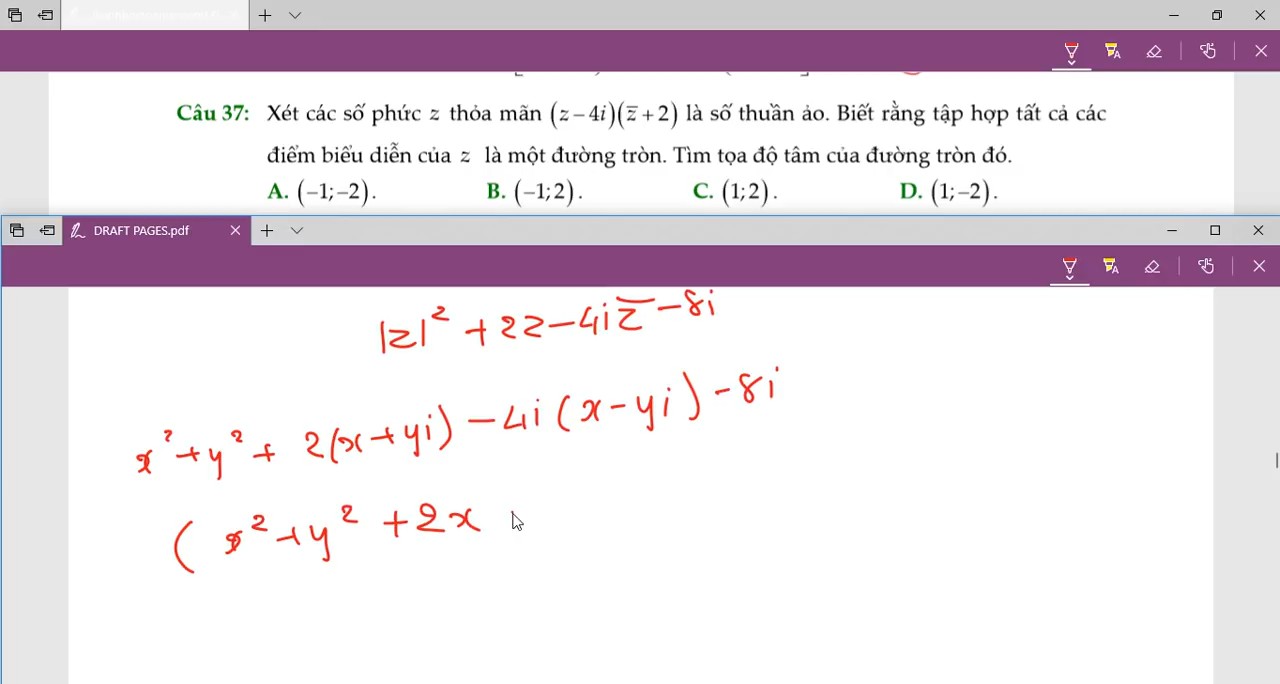 Câu 37: Xét các số phức z thỏa mãn (z − 4i)(z̅ + 2) là số thuần ảo. Biết rằng tập hợp tất cả các
điểm biểu diễn của z là một đường tròn. Tìm tọa độ tâm của đường tròn đó.
A. (−1;−2). B. (−1;2). C. (1;2). D. (1;−2).
DRAFT PAGES.pdf
|z|² + 2z − 4i z̅ − 8i
x² + y² + 2(x + yi) − 4i (x − yi) − 8i
( x² + y² + 2x